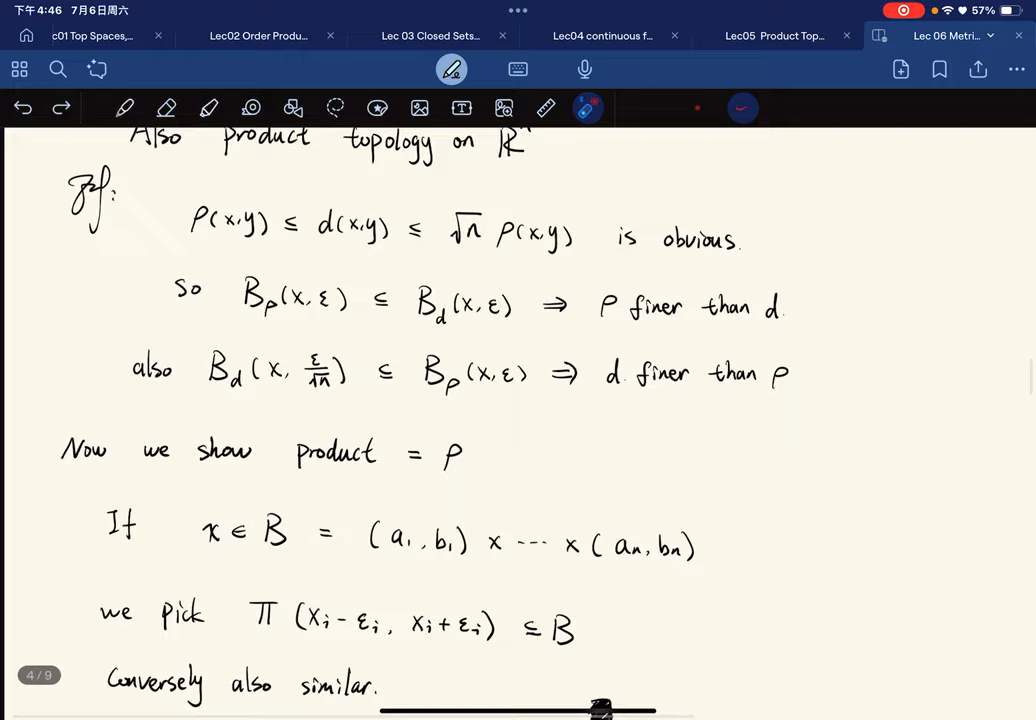 下午4:46 7月6日周六
57%
c01 Top Spaces,...
Lec02 Order Produ...
Lec 03 Closed Sets...
Lec04 continuous f...
Lec05 Product Top...
Lec 06 Metri...
Also product topology on ℝⁿ
Pf:
ρ(x,y) ≤ d(x,y) ≤ √n ρ(x,y) is obvious.
So B_ρ(x,ε) ⊆ B_d(x,ε) ⇒ ρ finer than d.
also B_d(x, ε/√n) ⊆ B_ρ(x,ε) ⇒ d. finer than ρ
Now we show product = ρ
If x ∈ B = (a₁, b₁) × ··· × (aₙ, bₙ)
we pick Π (xᵢ - εᵢ, xᵢ + εᵢ) ⊆ B
Conversely also similar.
4 / 9